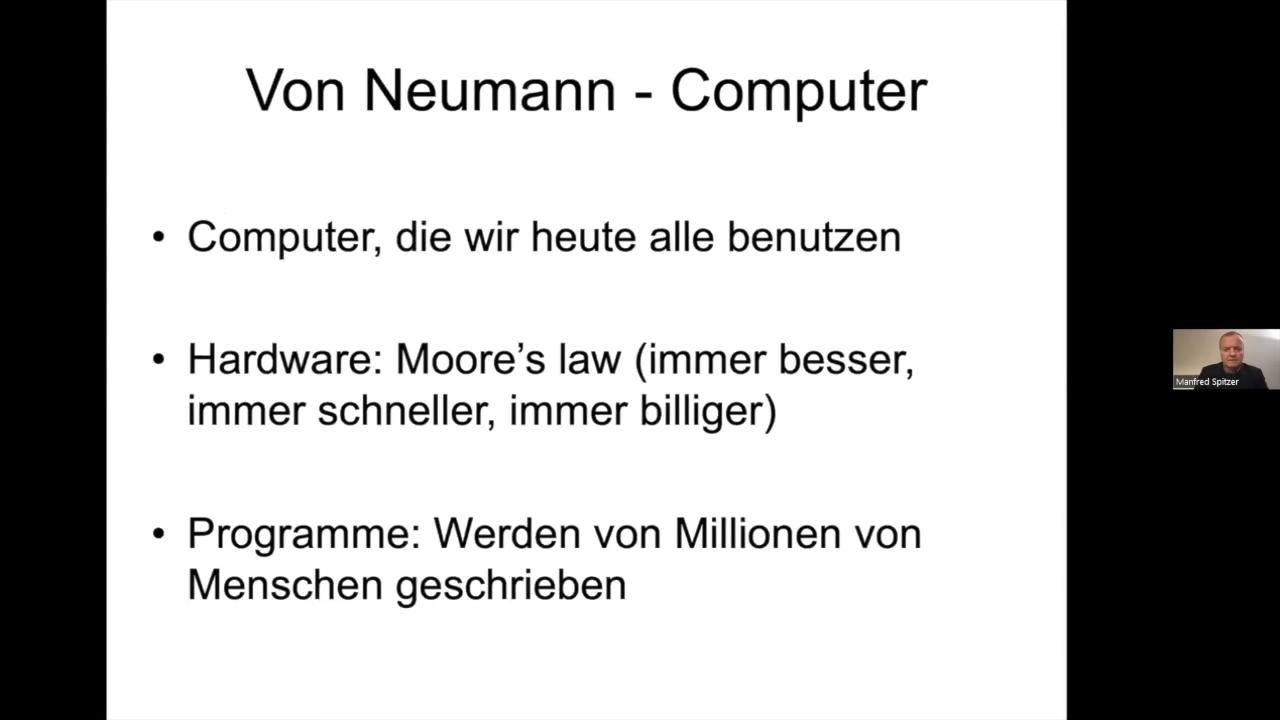 Von Neumann - Computer
• Computer, die wir heute alle benutzen
• Hardware: Moore’s law (immer besser,
immer schneller, immer billiger)
• Programme: Werden von Millionen von
Menschen geschrieben
Manfred Spitzer